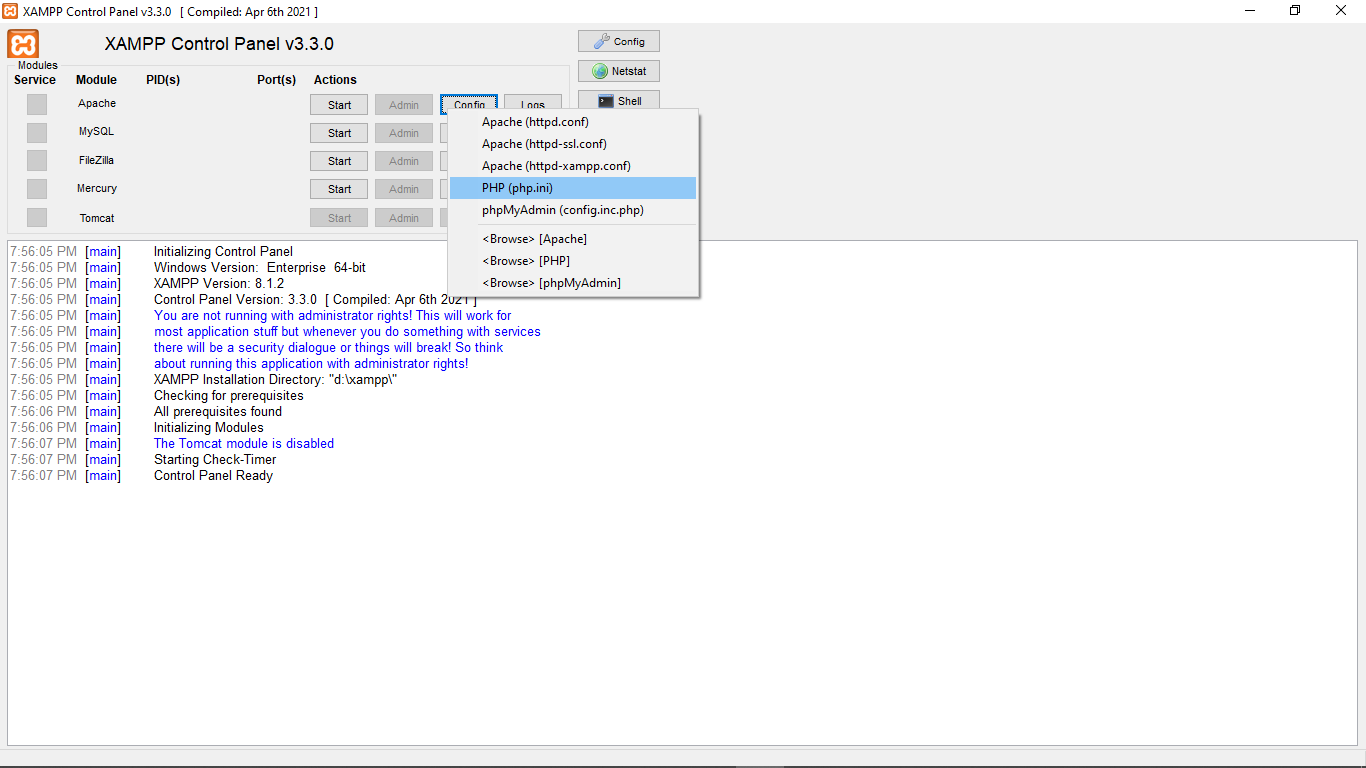 XAMPP Control Panel v3.3.0 [ Compiled: Apr 6th 2021 ]
XAMPP Control Panel v3.3.0
Config
Modules
Service Module PID(s) Port(s) Actions
Netstat
Apache Start Admin Config Logs
Shell
MySQL Start Admin
FileZilla Start Admin
Mercury Start Admin
Tomcat Start Admin
Apache (httpd.conf)
Apache (httpd-ssl.conf)
Apache (httpd-xampp.conf)
PHP (php.ini)
phpMyAdmin (config.inc.php)
<Browse> [Apache]
<Browse> [PHP]
<Browse> [phpMyAdmin]
7:56:05 PM [main] Initializing Control Panel
7:56:05 PM [main] Windows Version: Enterprise 64-bit
7:56:05 PM [main] XAMPP Version: 8.1.2
7:56:05 PM [main] Control Panel Version: 3.3.0 [ Compiled: Apr 6th 2021 ]
7:56:05 PM [main] You are not running with administrator rights! This will work for
7:56:05 PM [main] most application stuff but whenever you do something with services
7:56:05 PM [main] there will be a security dialogue or things will break! So think
7:56:05 PM [main] about running this application with administrator rights!
7:56:05 PM [main] XAMPP Installation Directory: "d:\xampp\"
7:56:05 PM [main] Checking for prerequisites
7:56:06 PM [main] All prerequisites found
7:56:06 PM [main] Initializing Modules
7:56:07 PM [main] The Tomcat module is disabled
7:56:07 PM [main] Starting Check-Timer
7:56:07 PM [main] Control Panel Ready